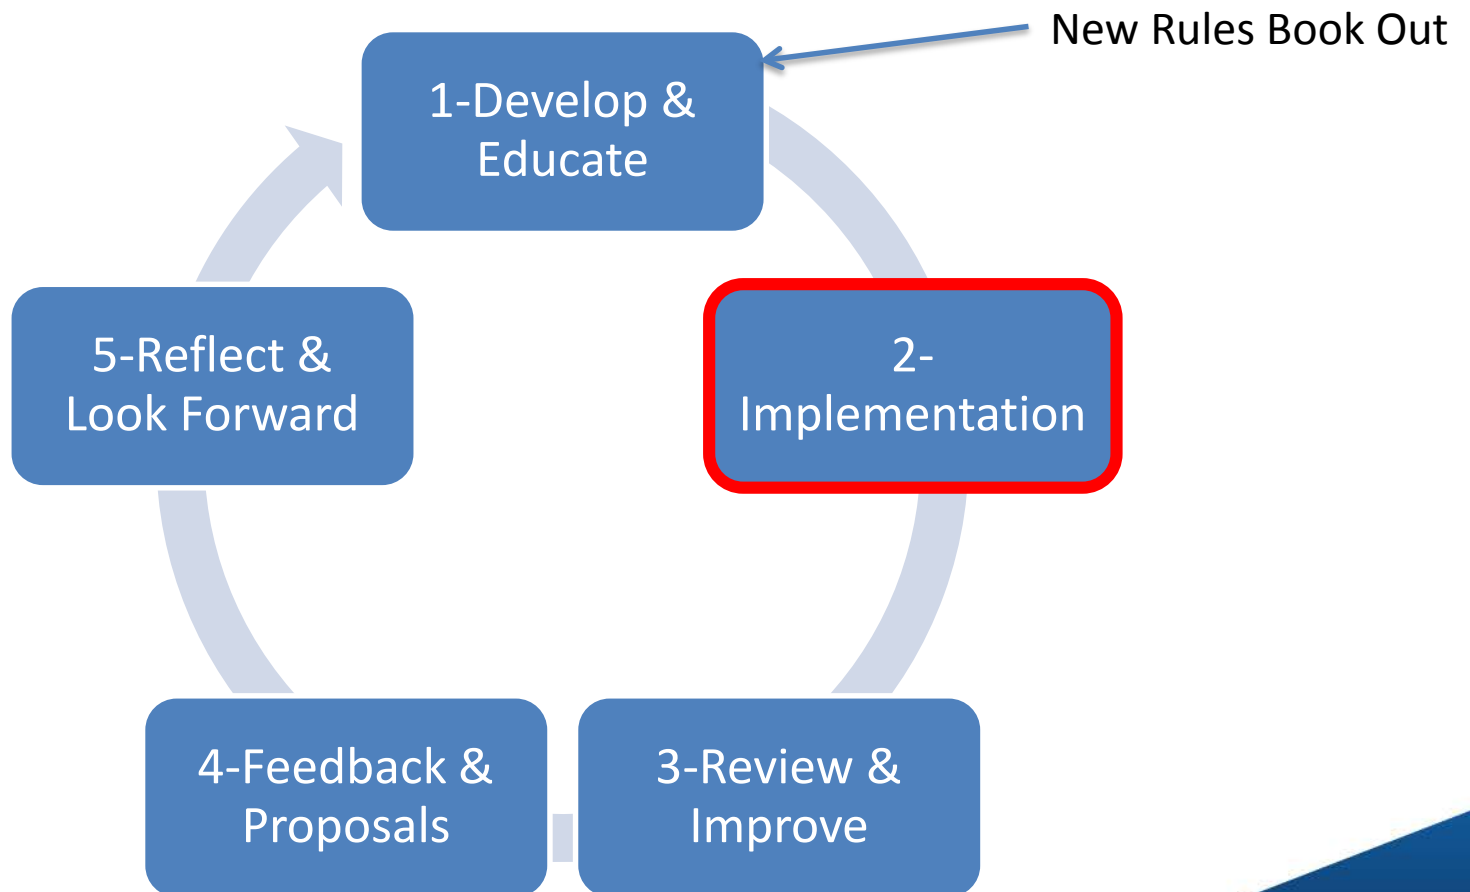 New Rules Book Out
1-Develop &
Educate
2-
Implementation
3-Review &
Improve
4-Feedback &
Proposals
5-Reflect &
Look Forward